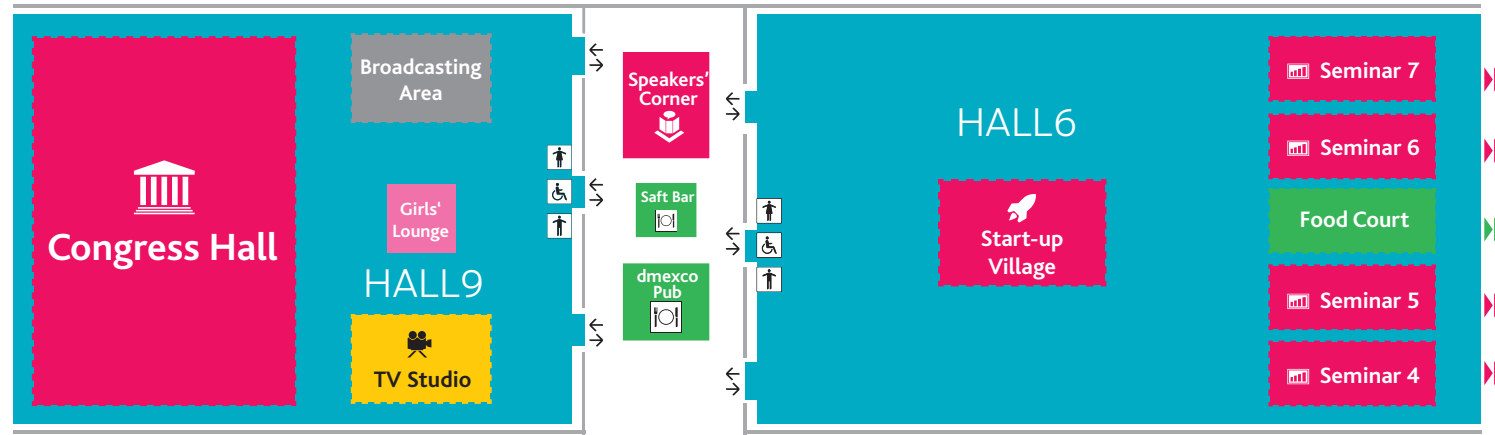 Congress Hall
Broadcasting
Area
Girls'
Lounge
HALL9
TV Studio
Speakers'
Corner
Saft Bar
dmexco
Pub
HALL6
Start-up
Village
Seminar 7
Seminar 6
Food Court
Seminar 5
Seminar 4